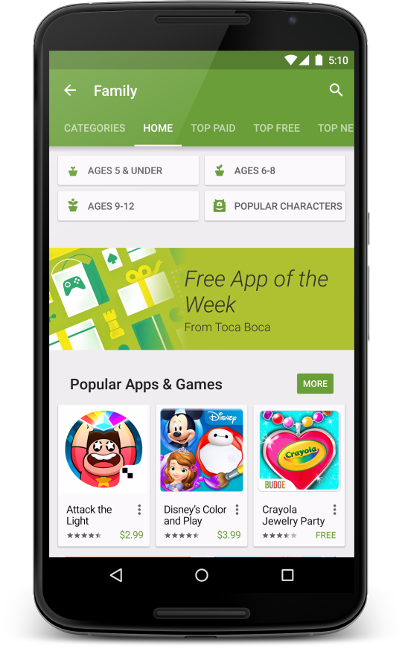 5:10
Family
CATEGORIES HOME TOP PAID TOP FREE TOP NE
AGES 5 & UNDER AGES 6-8
AGES 9-12 POPULAR CHARACTERS
Free App of the
Week
From Toca Boca
Popular Apps & Games MORE
Disney
Crayola
BUDGE
Attack the
Light
$2.99
Disney's Color
and Play
$3.99
Crayola
Jewelry Party
FREE